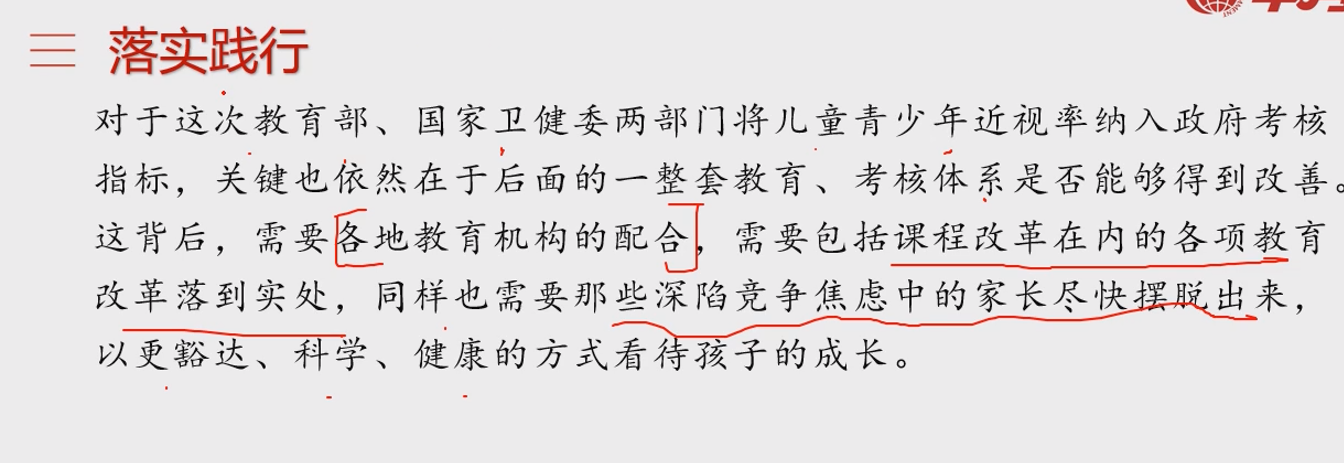 落实践行
对于这次教育部、国家卫健委两部门将儿童青少年近视率纳入政府考核
指标，关键也依然在于后面的一整套教育、考核体系是否能够得到改善。
这背后，需要各地教育机构的配合，需要包括课程改革在内的各项教育
改革落到实处，同样也需要那些深陷竞争焦虑中的家长尽快摆脱出来，
以更豁达、科学、健康的方式看待孩子的成长。